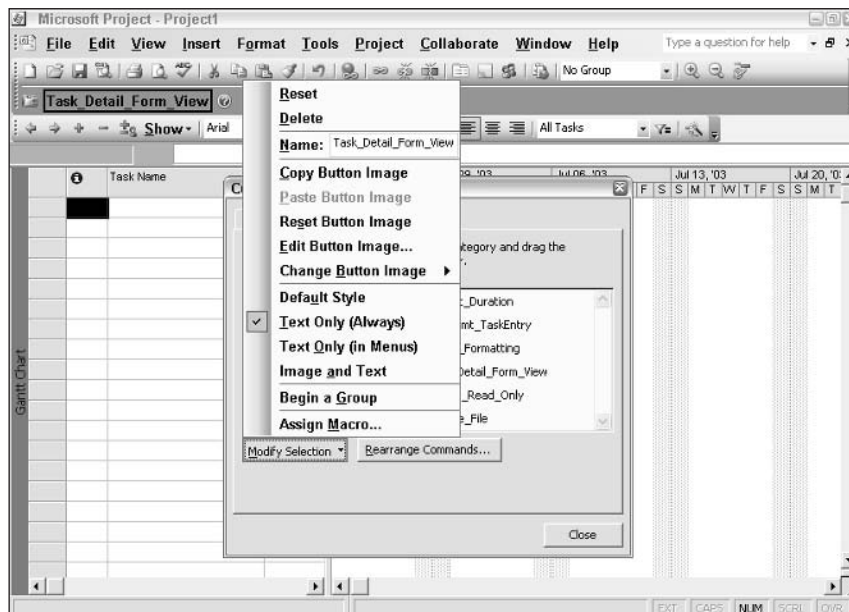 Microsoft Project - Project1
File Edit View Insert Format Tools Project Collaborate Window Help Type a question for help
No Group
Task_Detail_Form_View
Show Arial All Tasks
Reset
Delete
Name: Task_Detail_Form_View
Copy Button Image
Paste Button Image
Reset Button Image
Edit Button Image...
Change Button Image
Default Style
Text Only (Always)
Text Only (in Menus)
Image and Text
Begin a Group
Assign Macro...
Task Name
'03 Jul 06, '03 Jul 13, '03 Jul 20, '0
F S S M T W T F S S M T
category and drag the
_Duration
mt_TaskEntry
_Formatting
Detail_Form_View
_Read_Only
e_File
Modify Selection Rearrange Commands...
Close
Gantt Chart
EXT CAPS NUM SCRL OVR